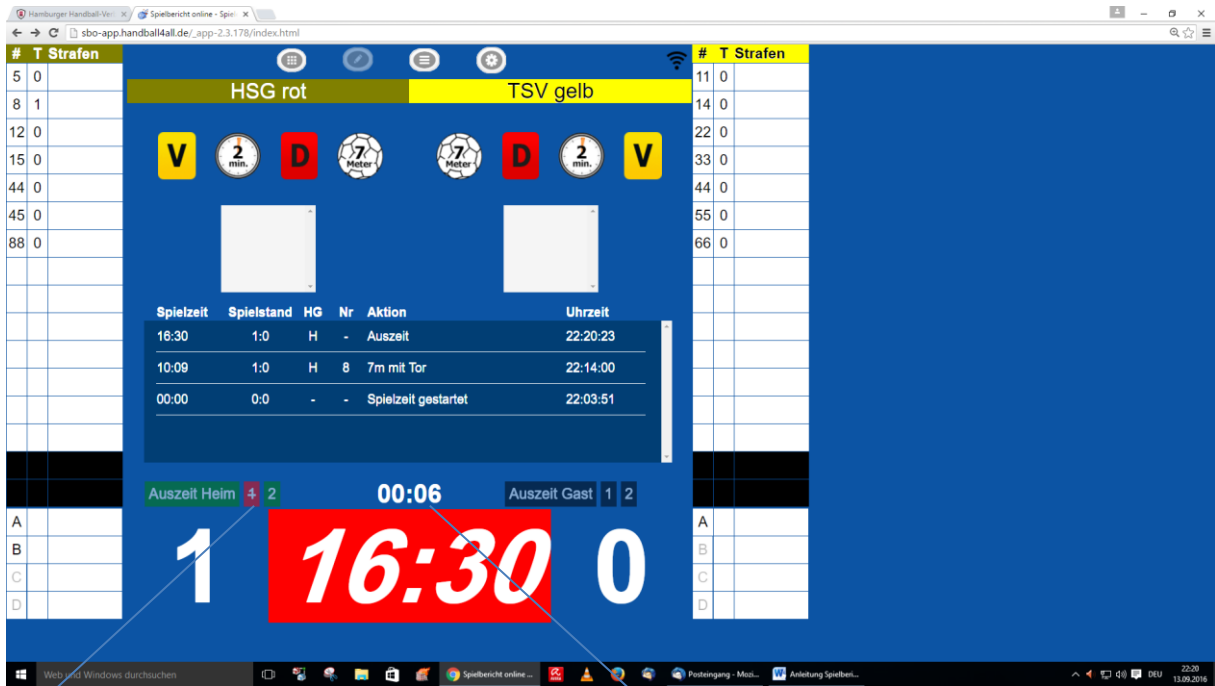 Hamburger Handball-Ver
Spielbericht online - Spiel
sbo-app.handball4all.de/_app-2.3.178/index.html
# T Strafen
# T Strafen
HSG rot
TSV gelb
5 0
8 1
12 0
15 0
44 0
45 0
88 0
11 0
14 0
22 0
33 0
44 0
55 0
66 0
V 2 min. D 7 Meter
7 Meter D 2 min. V
Spielzeit Spielstand HG Nr Aktion Uhrzeit
16:30 1:0 H - Auszeit 22:20:23
10:09 1:0 H 8 7m mit Tor 22:14:00
00:00 0:0 - - Spielzeit gestartet 22:03:51
Auszeit Heim 1 2
00:06
Auszeit Gast 1 2
1 16:30 0
A
B
C
D
A
B
C
D
Web und Windows durchsuchen
Spielbericht online ...
Posteingang - Mozi...
Anleitung Spielberi...
DEU
22:20
13.09.2016